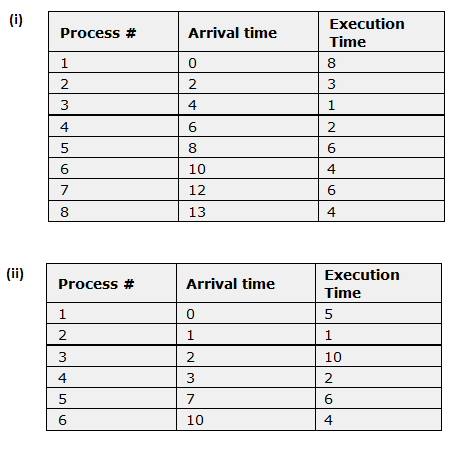 (i)
Process # Arrival time Execution
Time
1 0 8
2 2 3
3 4 1
4 6 2
5 8 6
6 10 4
7 12 6
8 13 4
(ii)
Process # Arrival time Execution
Time
1 0 5
2 1 1
3 2 10
4 3 2
5 7 6
6 10 4